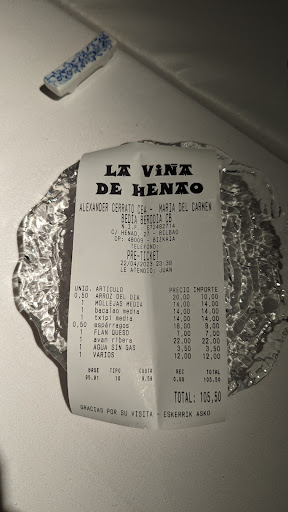 LA ViÑA
DE HENAO
ALEXANDER CERRATO CEA - MARIA DEL CARMEN
BEDIA BERODIA CB
N.I.F. E72482714
C/ HENAO, 27 - BILBAO
CP: 48009 - BIZKAIA
TELEFONO:
PRE-TICKET
22/04/2023 23:30
LE ATENDIO: JUAN
UNID. ARTICULO PRECIO IMPORTE
0,50 ARROZ DEL DIA 20,00 10,00
1 MOLLEJAS MEDIA 14,00 14,00
1 bacalao media 14,00 14,00
1 txipi media 14,00 14,00
0,50 espárragos 18,00 9,00
1 FLAN QUESO 7,00 7,00
1 avan ribera 22,00 22,00
1 AGUA SIN GAS 3,50 3,50
1 VARIOS 12,00 12,00
BASE TIPO CUOTA REC TOTAL
95.91 10 9.59 0.00 105,50
TOTAL: 105,50
GRACIAS POR SU VISITA - ESKERRIK ASKO